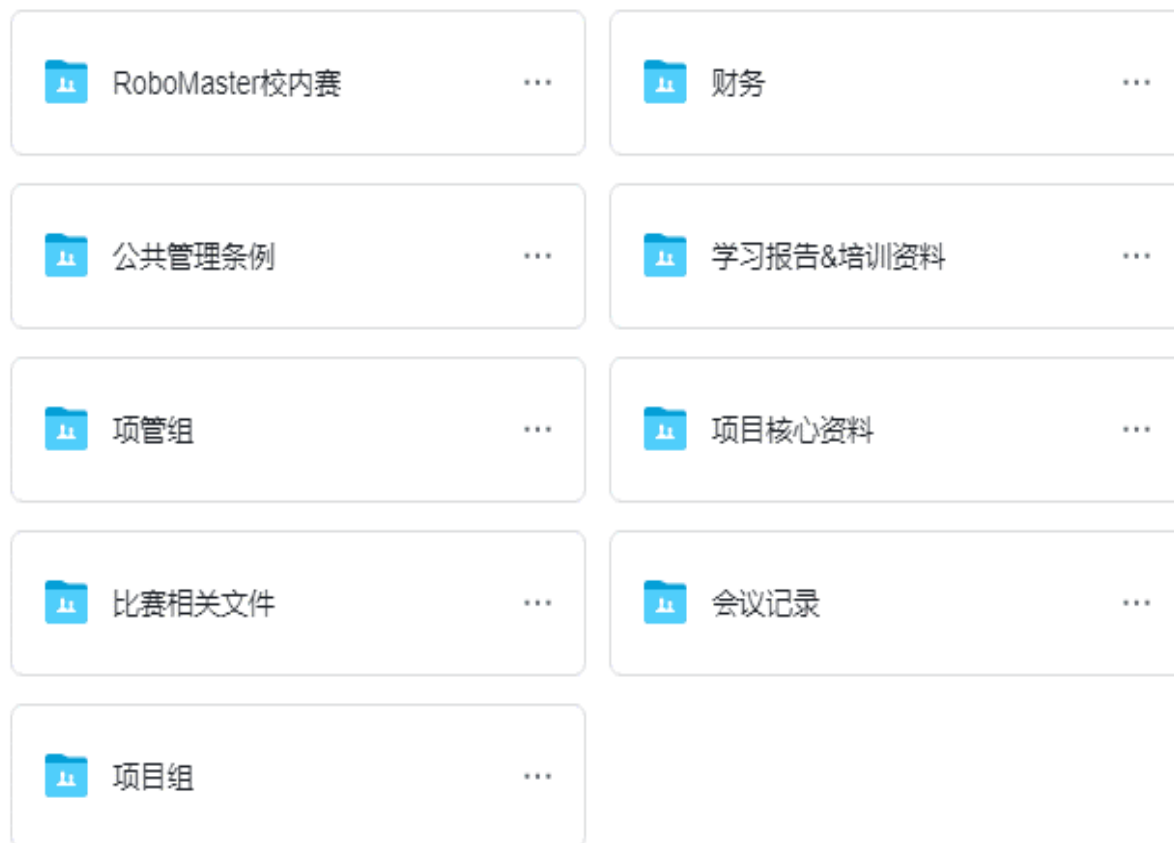 RoboMaster校内赛
财务
公共管理条例
学习报告&培训资料
项管组
项目核心资料
比赛相关文件
会议记录
项目组